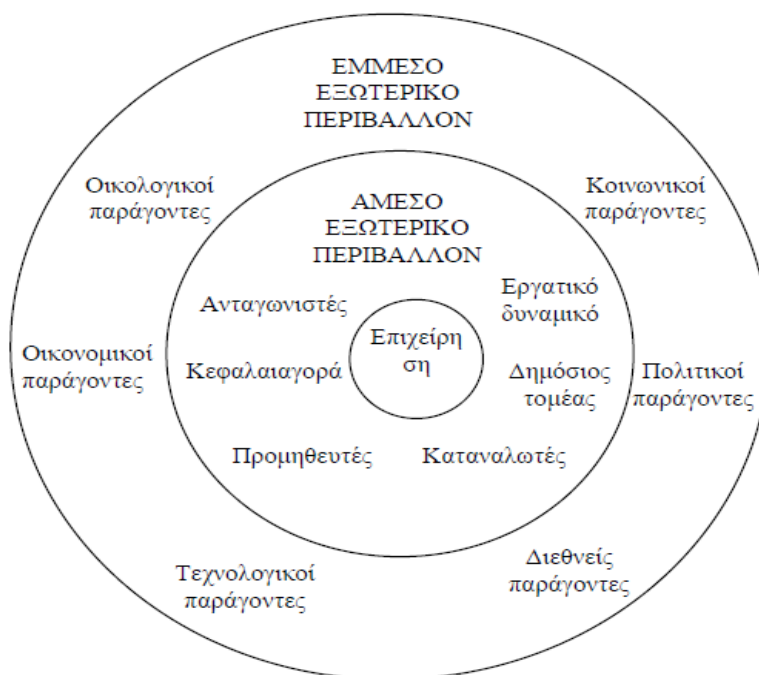 ΕΜΜΕΣΟ
ΕΞΩΤΕΡΙΚΟ
ΠΕΡΙΒΑΛΛΟΝ
Οικολογικοί
παράγοντες
Κοινωνικοί
παράγοντες
ΑΜΕΣΟ
ΕΞΩΤΕΡΙΚΟ
ΠΕΡΙΒΑΛΛΟΝ
Ανταγωνιστές
Εργατικό
δυναμικό
Επιχείρη
ση
Οικονομικοί
παράγοντες
Κεφαλαιαγορά
Δημόσιος
τομέας
Πολιτικοί
παράγοντες
Προμηθευτές
Καταναλωτές
Τεχνολογικοί
παράγοντες
Διεθνείς
παράγοντες